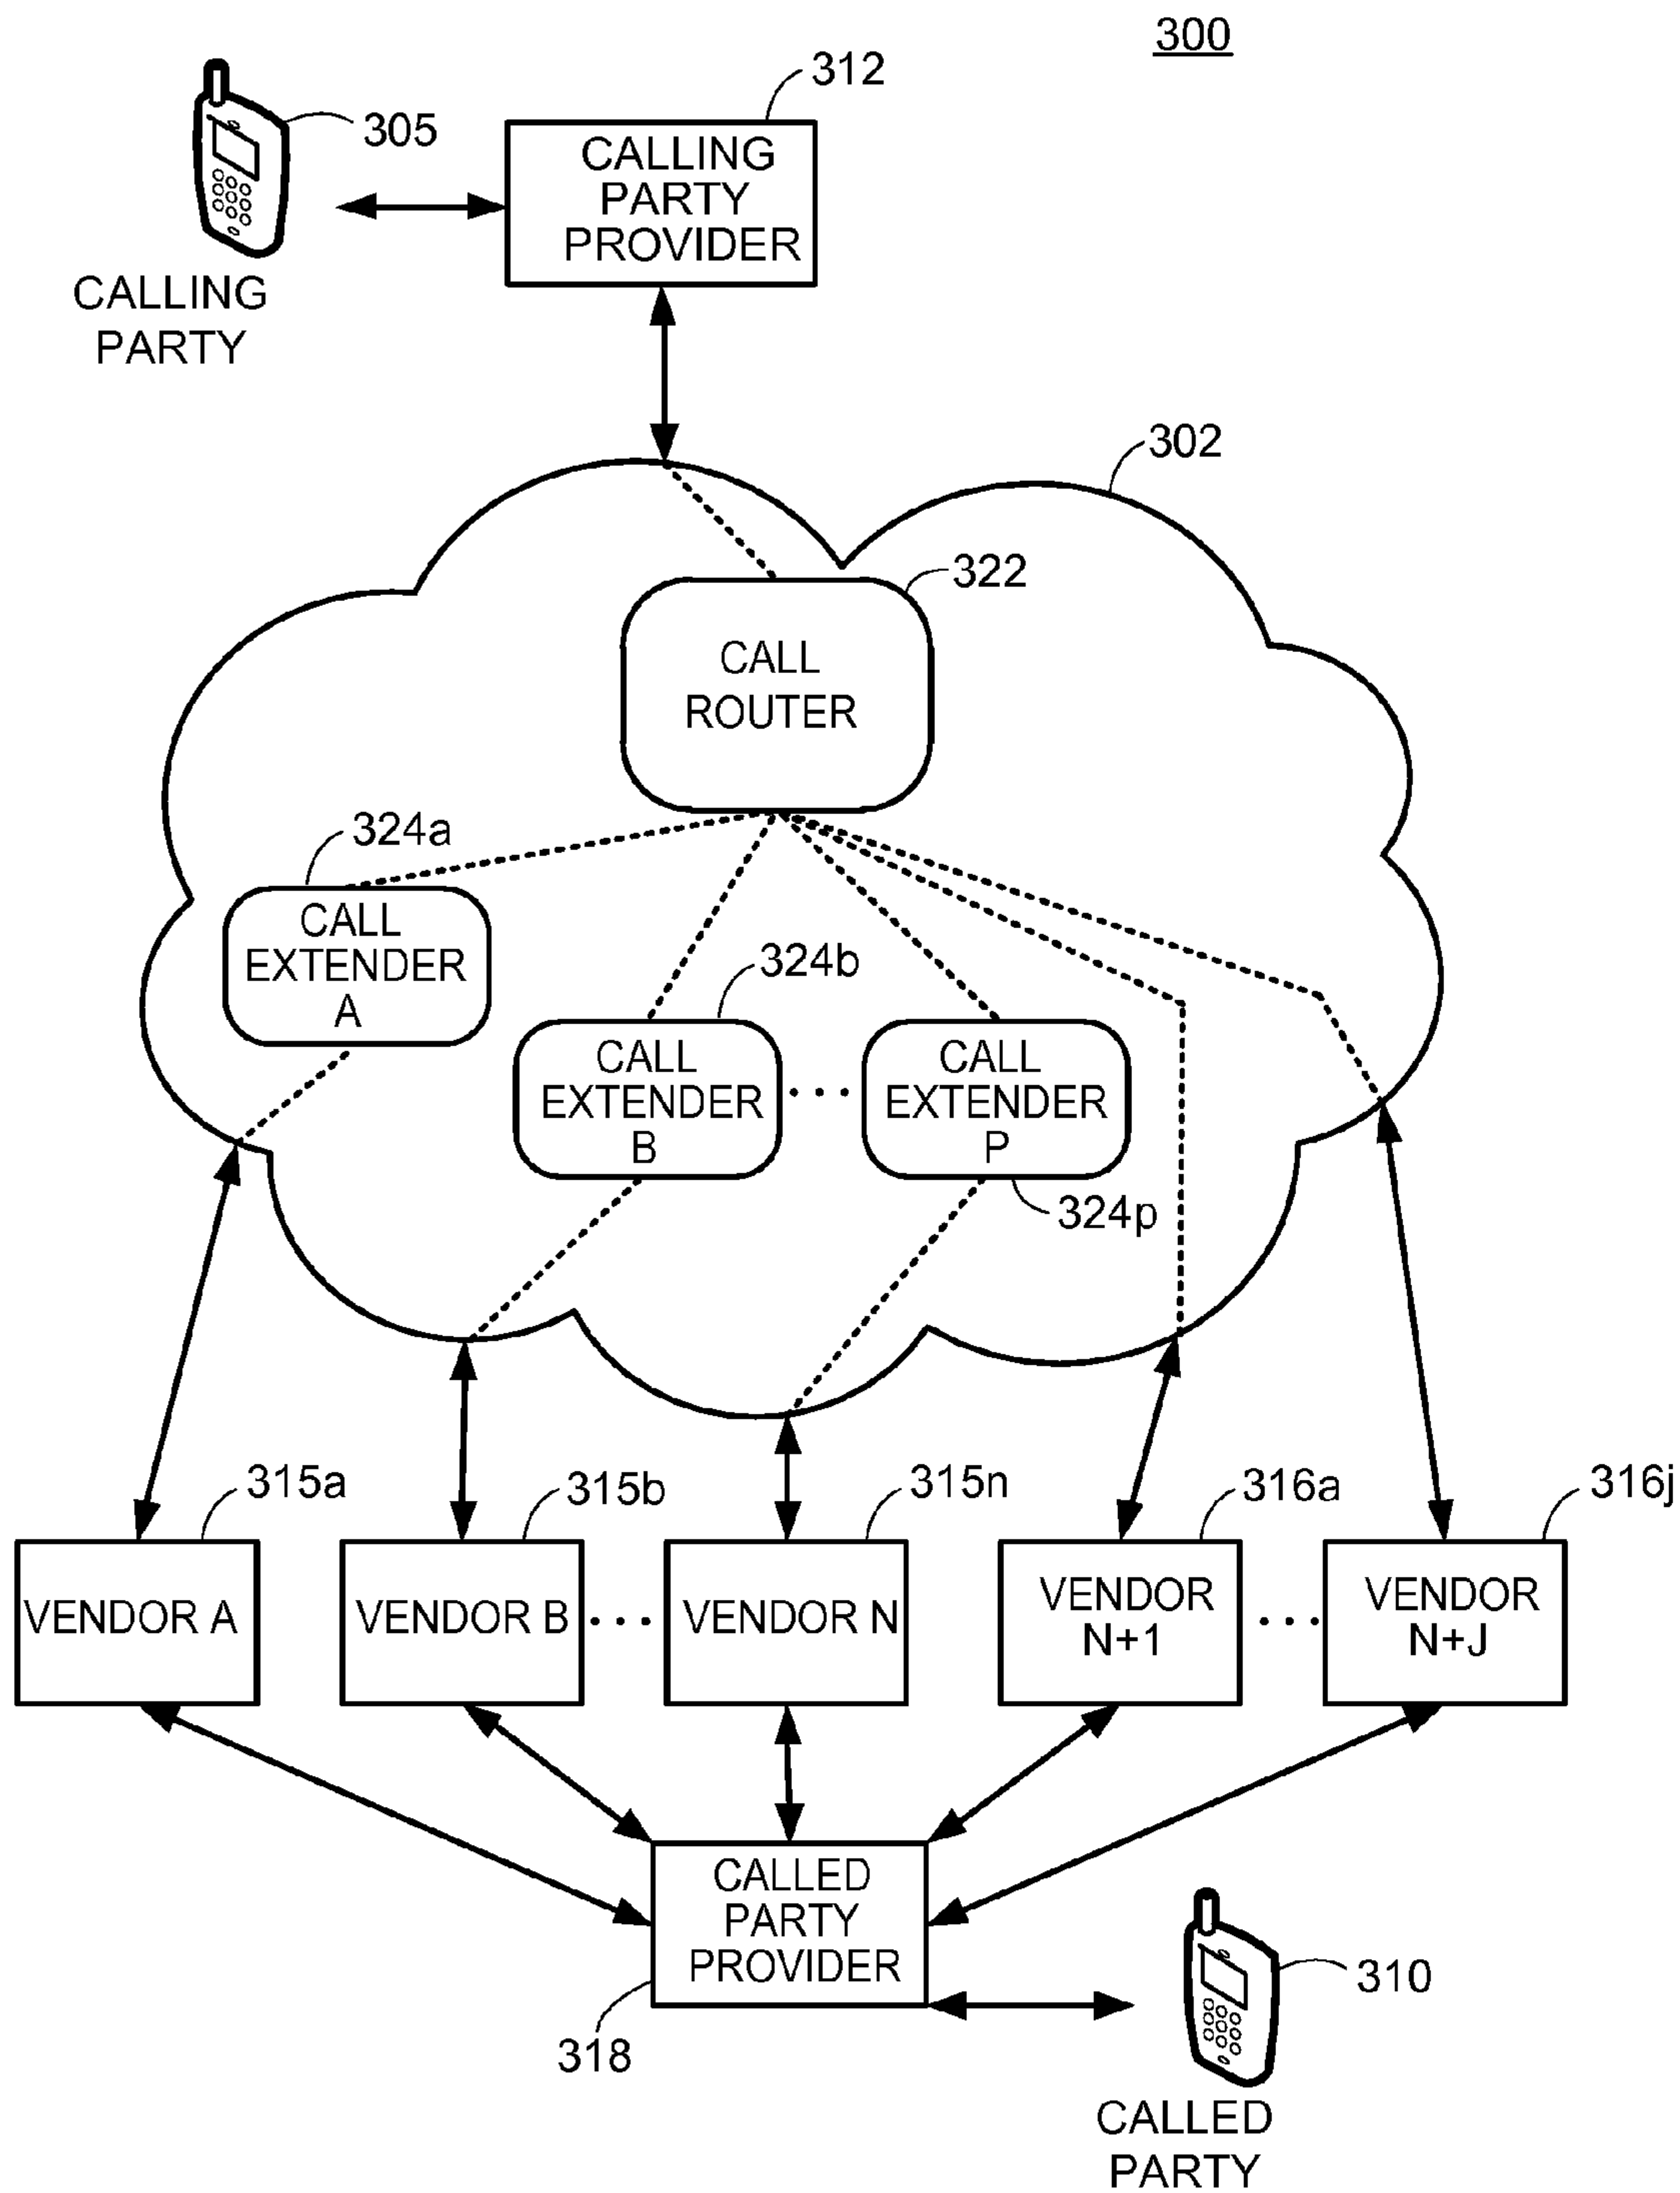 300
312
305
CALLING
PARTY
PROVIDER
CALLING
PARTY
302
322
CALL
ROUTER
324a
CALL
EXTENDER
A
324b
CALL
EXTENDER
B
. . .
CALL
EXTENDER
P
324p
315a
315b
315n
316a
316j
VENDOR A
VENDOR B
. . .
VENDOR N
VENDOR
N+1
. . .
VENDOR
N+J
CALLED
PARTY
PROVIDER
318
310
CALLED
PARTY